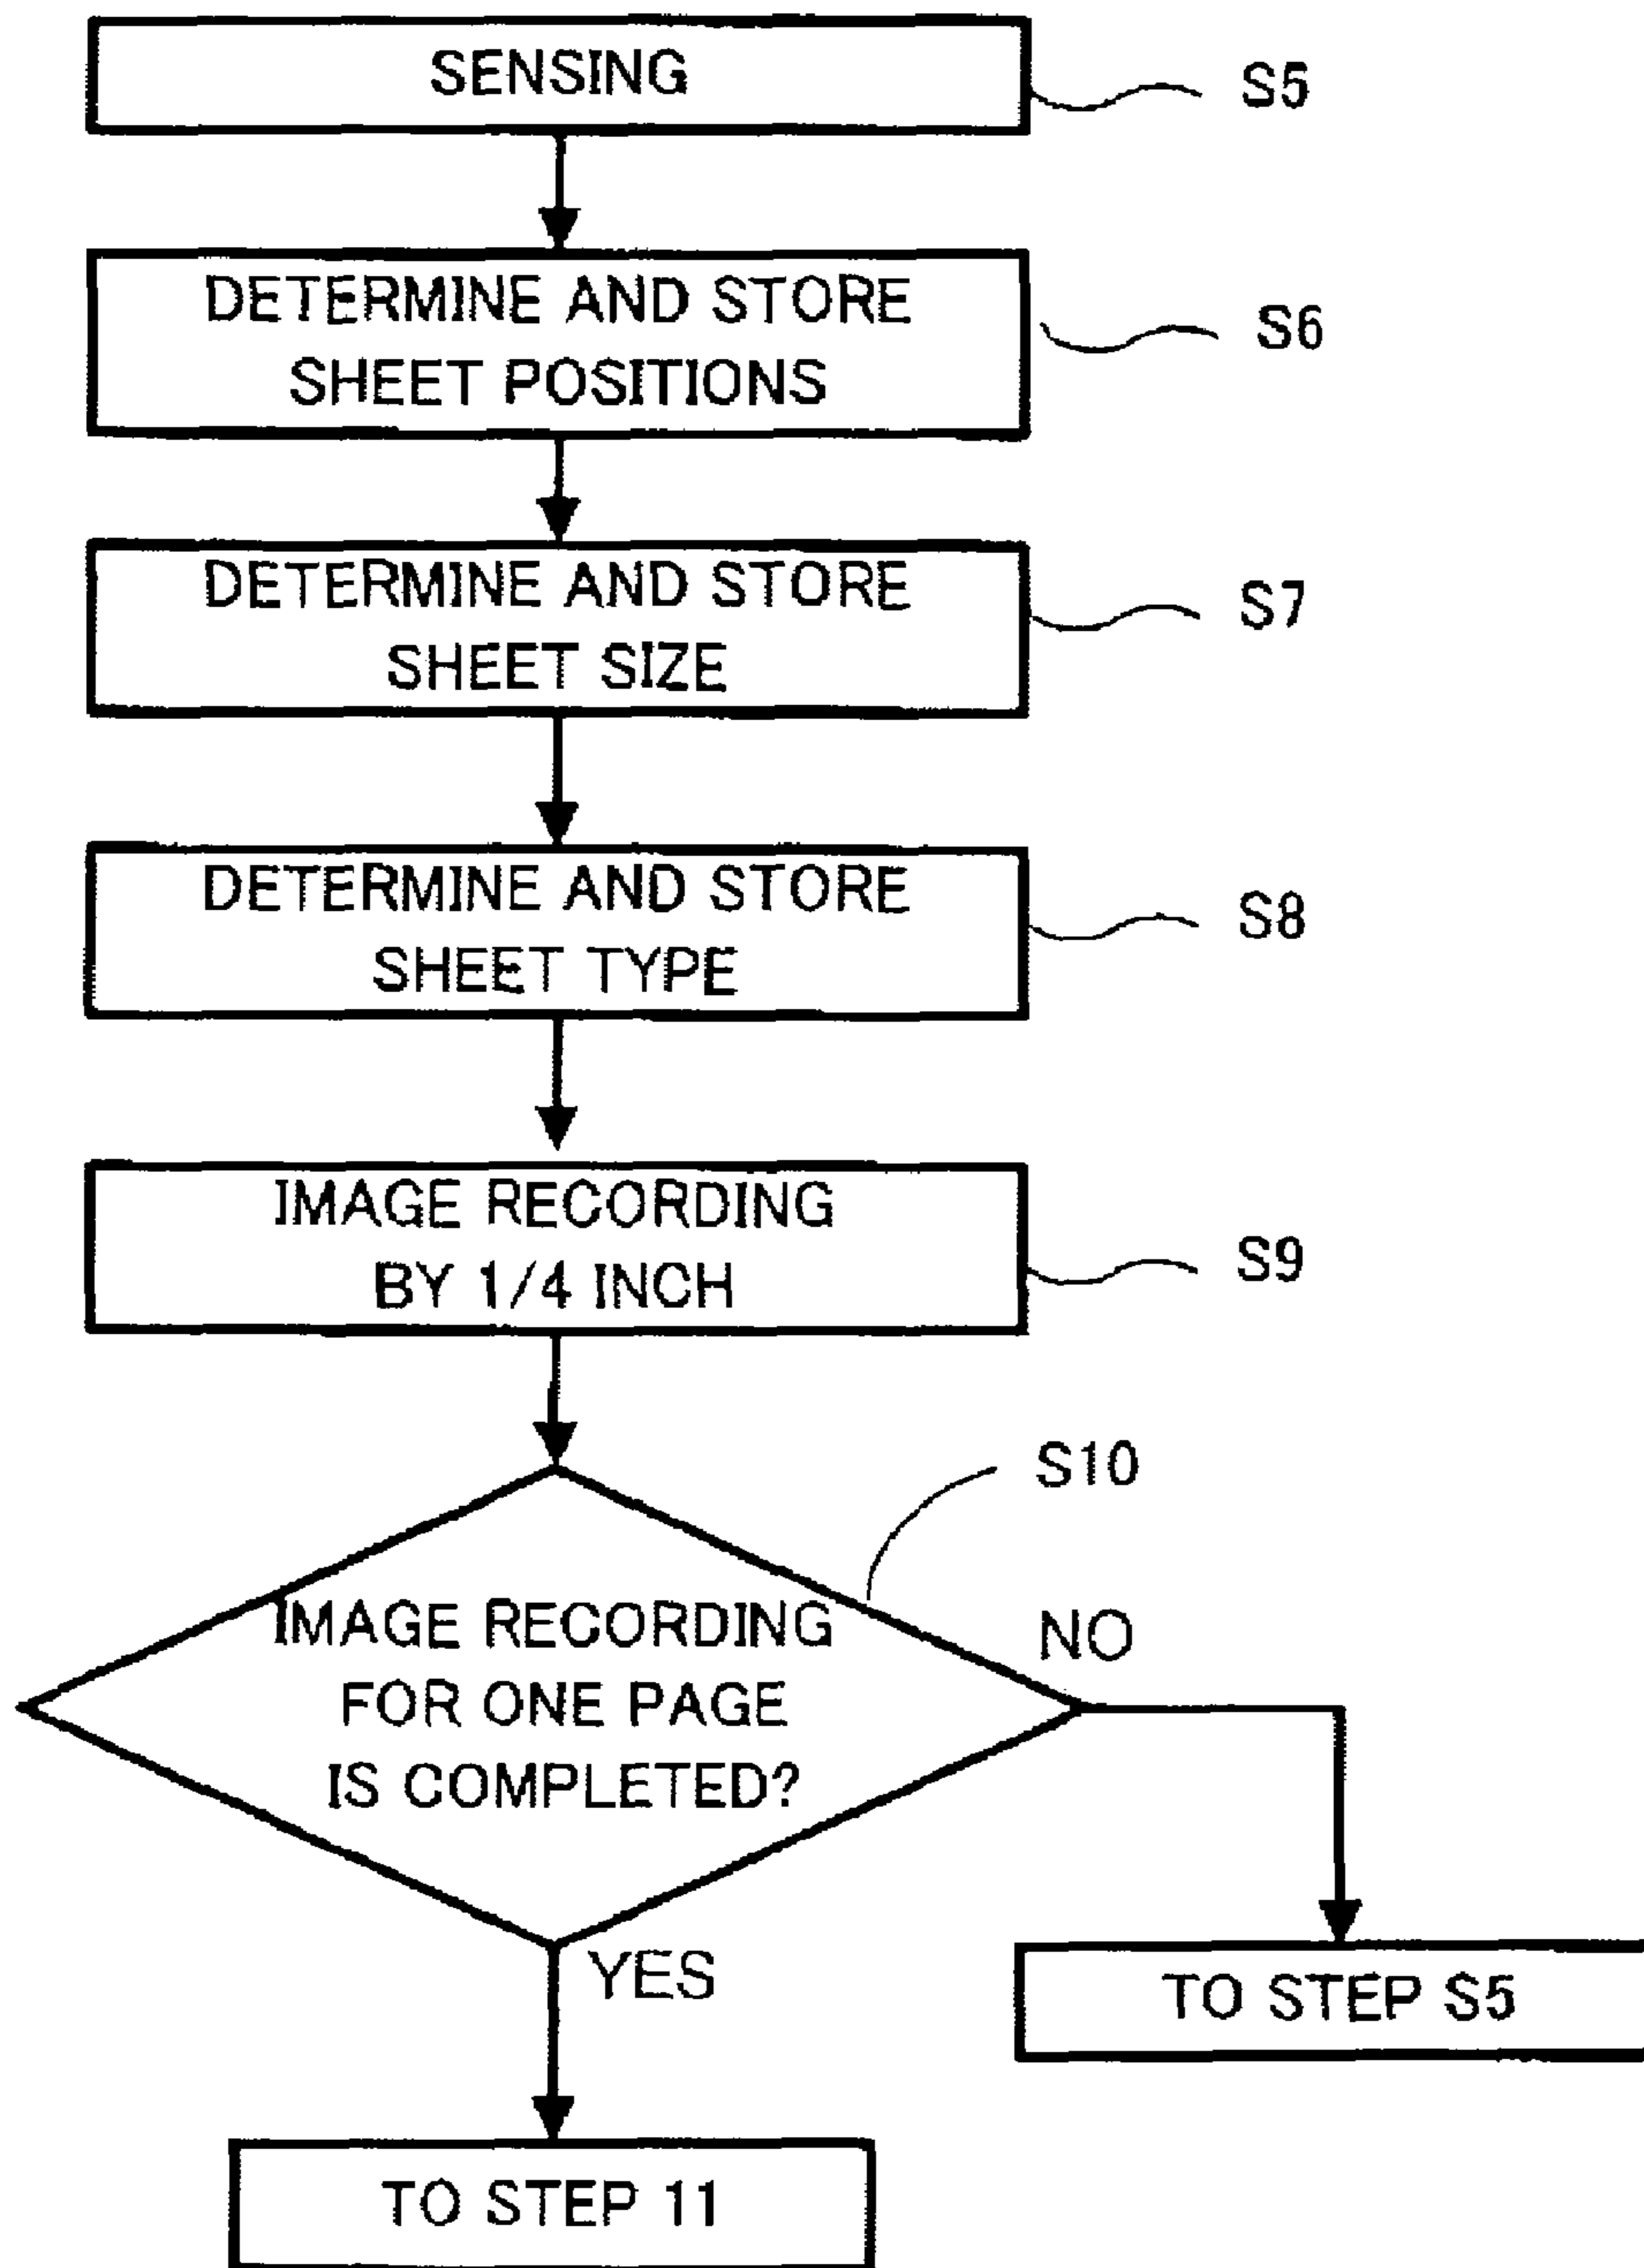 SENSING
S5
DETERMINE AND STORE
SHEET POSITIONS
S6
DETERMINE AND STORE
SHEET SIZE
S7
DETERMINE AND STORE
SHEET TYPE
S8
IMAGE RECORDING
BY 1/4 INCH
S9
S10
IMAGE RECORDING
FOR ONE PAGE
IS COMPLETED?
NO
YES
TO STEP S5
TO STEP 11